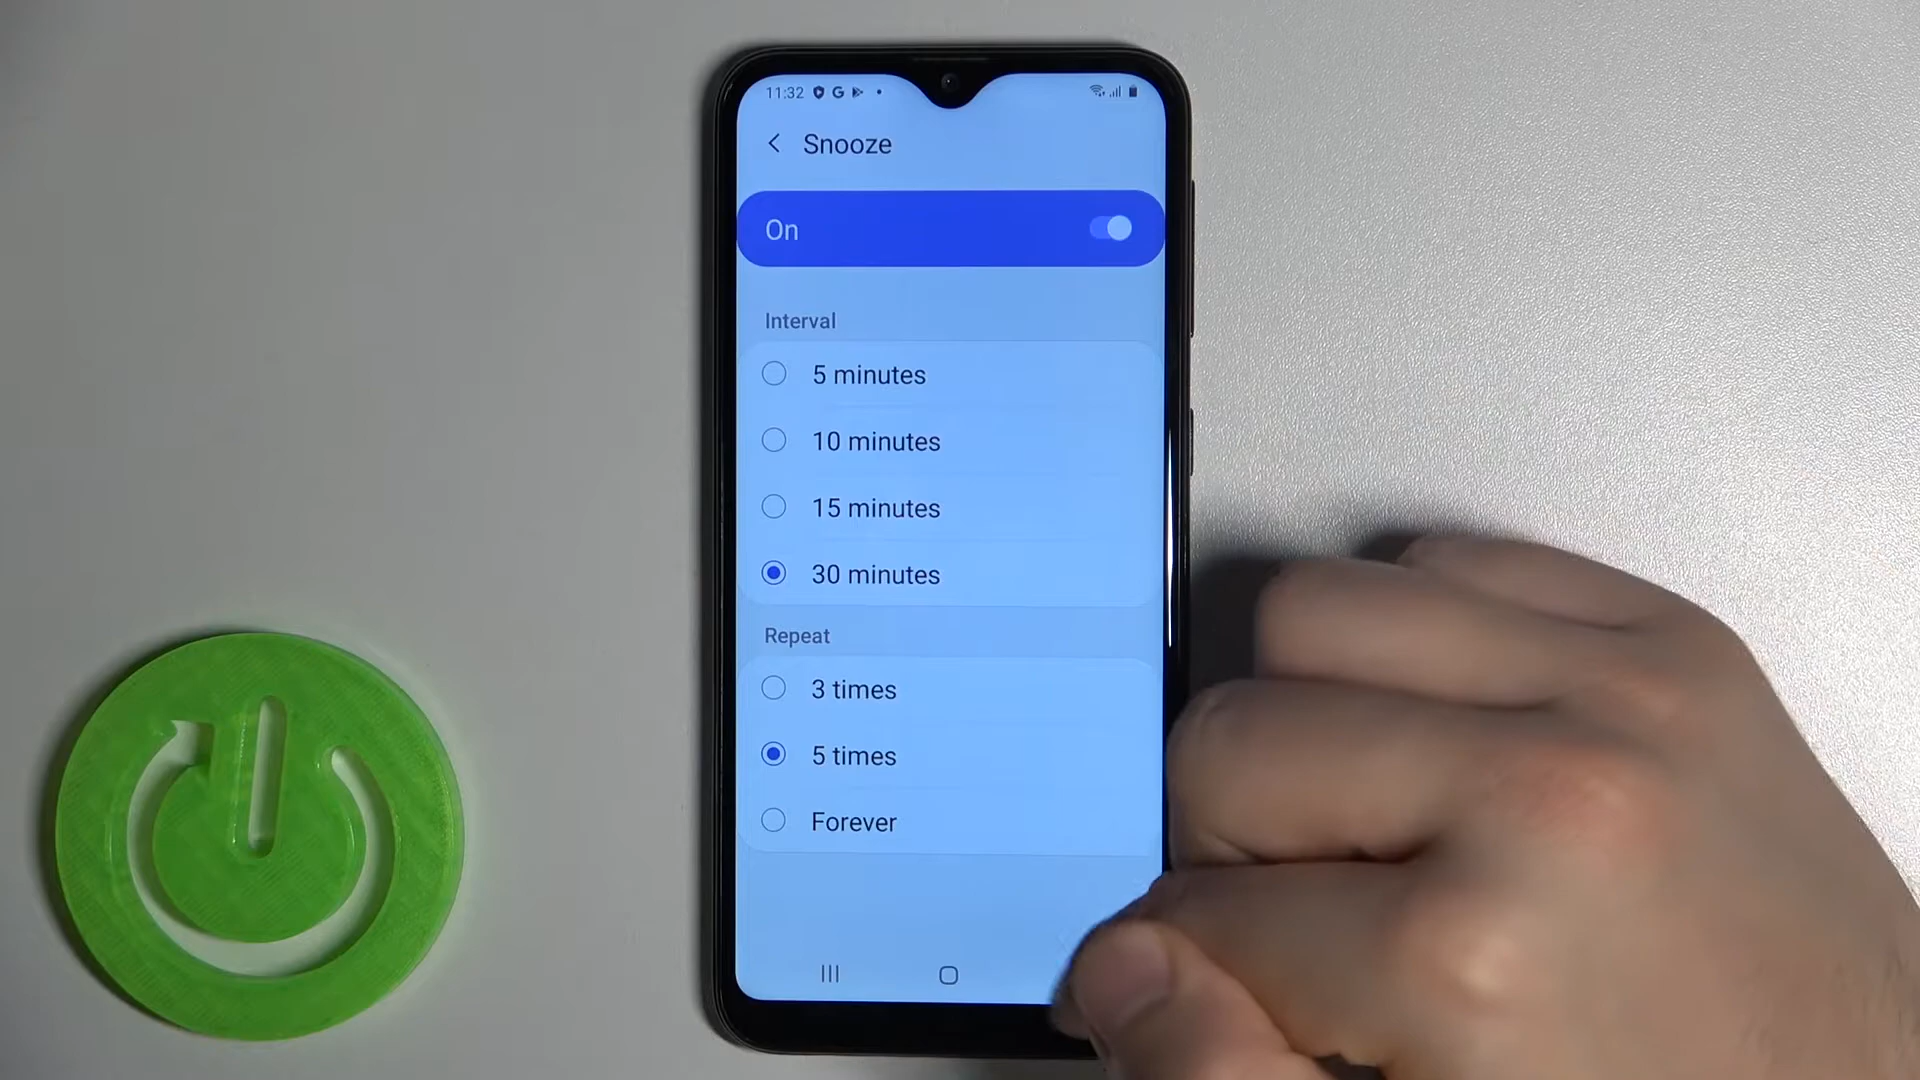 11:32 G
Snooze
On
Interval
5 minutes
10 minutes
15 minutes
30 minutes
Repeat
3 times
5 times
Forever